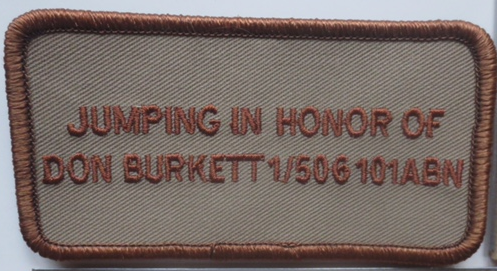 JUMPING IN HONOR OF
DON BURKETT 1/506 101ABN